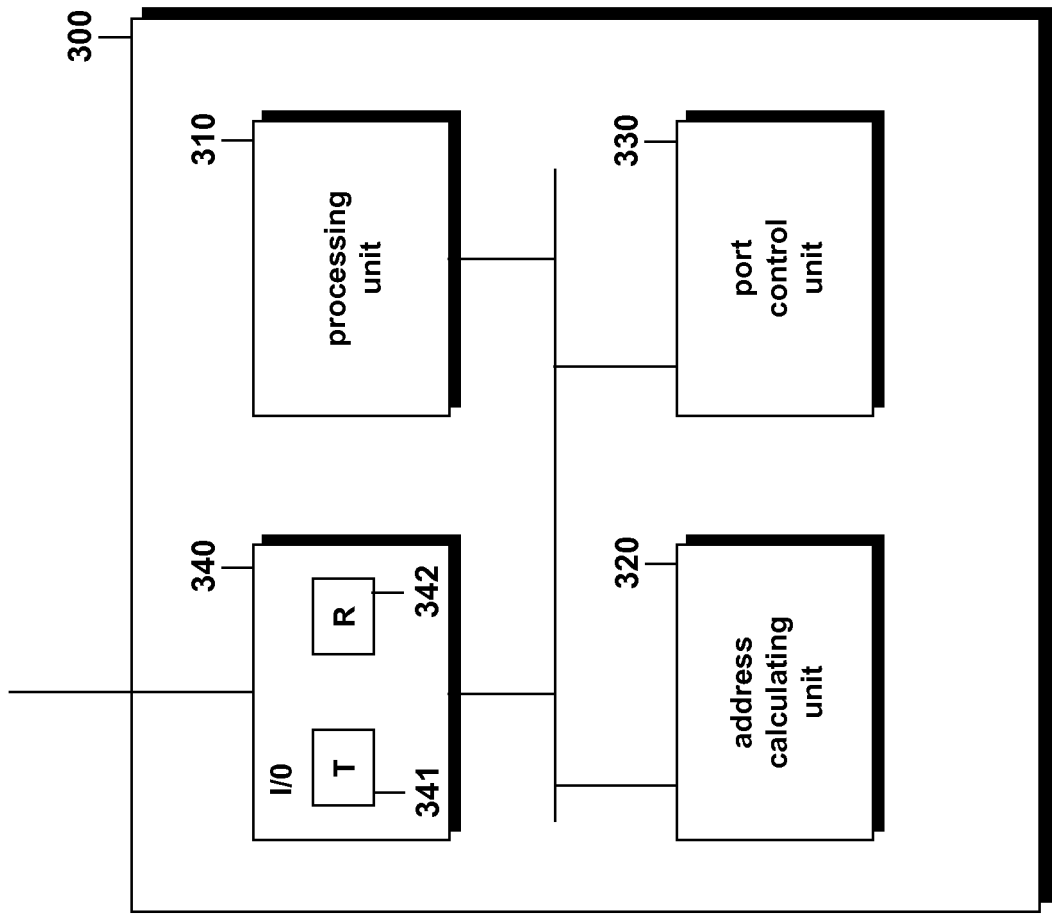 300
340
310
I/0
T
R
341
342
processing
unit
320
330
address
calculating
unit
port
control
unit